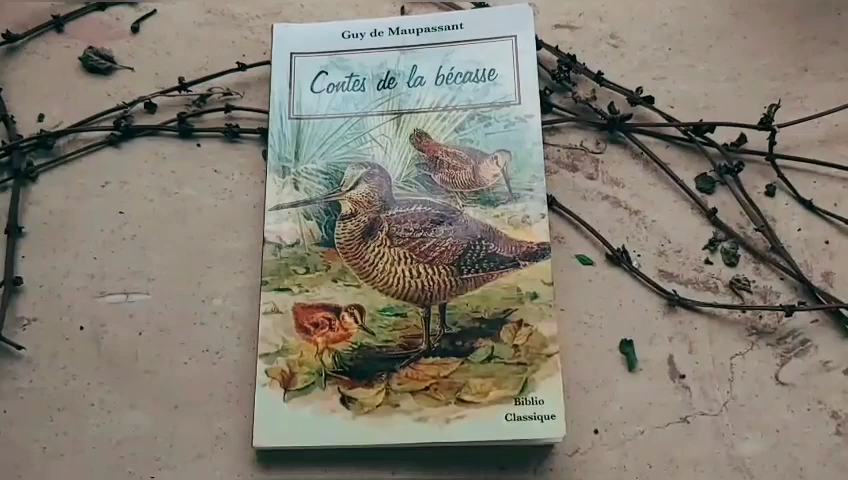 Guy de Maupassant
Contes de la bécasse
Biblio
Classique